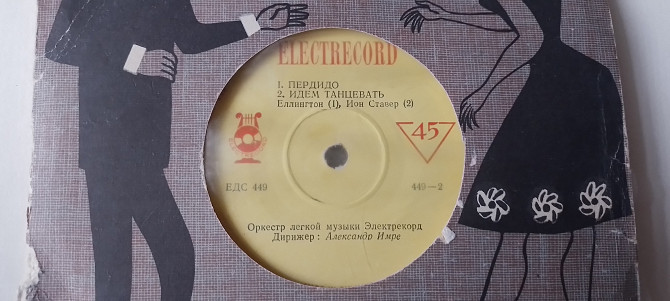 ELECTRECORD
1. ПЕРДИДО
2. ИДЕМ ТАНЦЕВАТЬ
Еллингтон (1), Ион Ставер (2)
45
ЕДС 449
449—2
Оркестр легкой музыки Электрекорд
Дирижер: Александр Имре